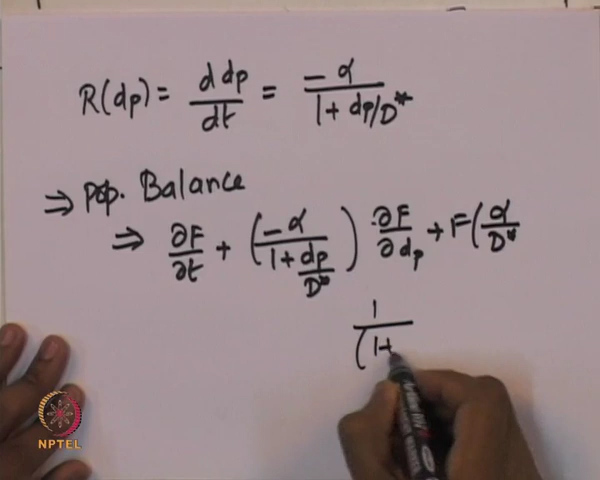 R(dp) = d dp/dt = -α/(1 + dp/D*)
⇒ Pop. Balance
⇒ ∂F/∂t + (-α/(1 + dp/D*)) · ∂F/∂dp + F(α/D*
1/(1+
NPTEL